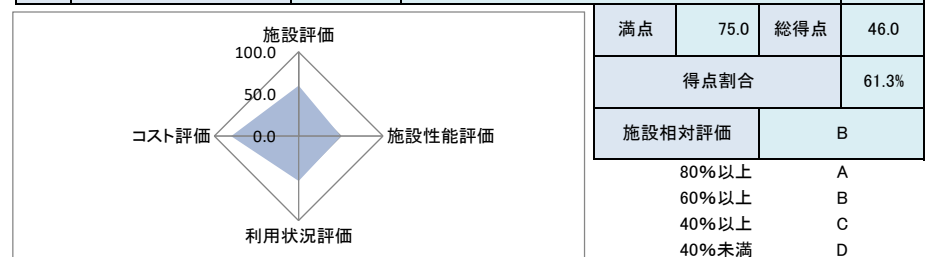 施設評価
100.0
50.0
0.0
コスト評価
施設性能評価
利用状況評価
満点 75.0 総得点 46.0
得点割合 61.3%
施設相対評価 B
80%以上 A
60%以上 B
40%以上 C
40%未満 D